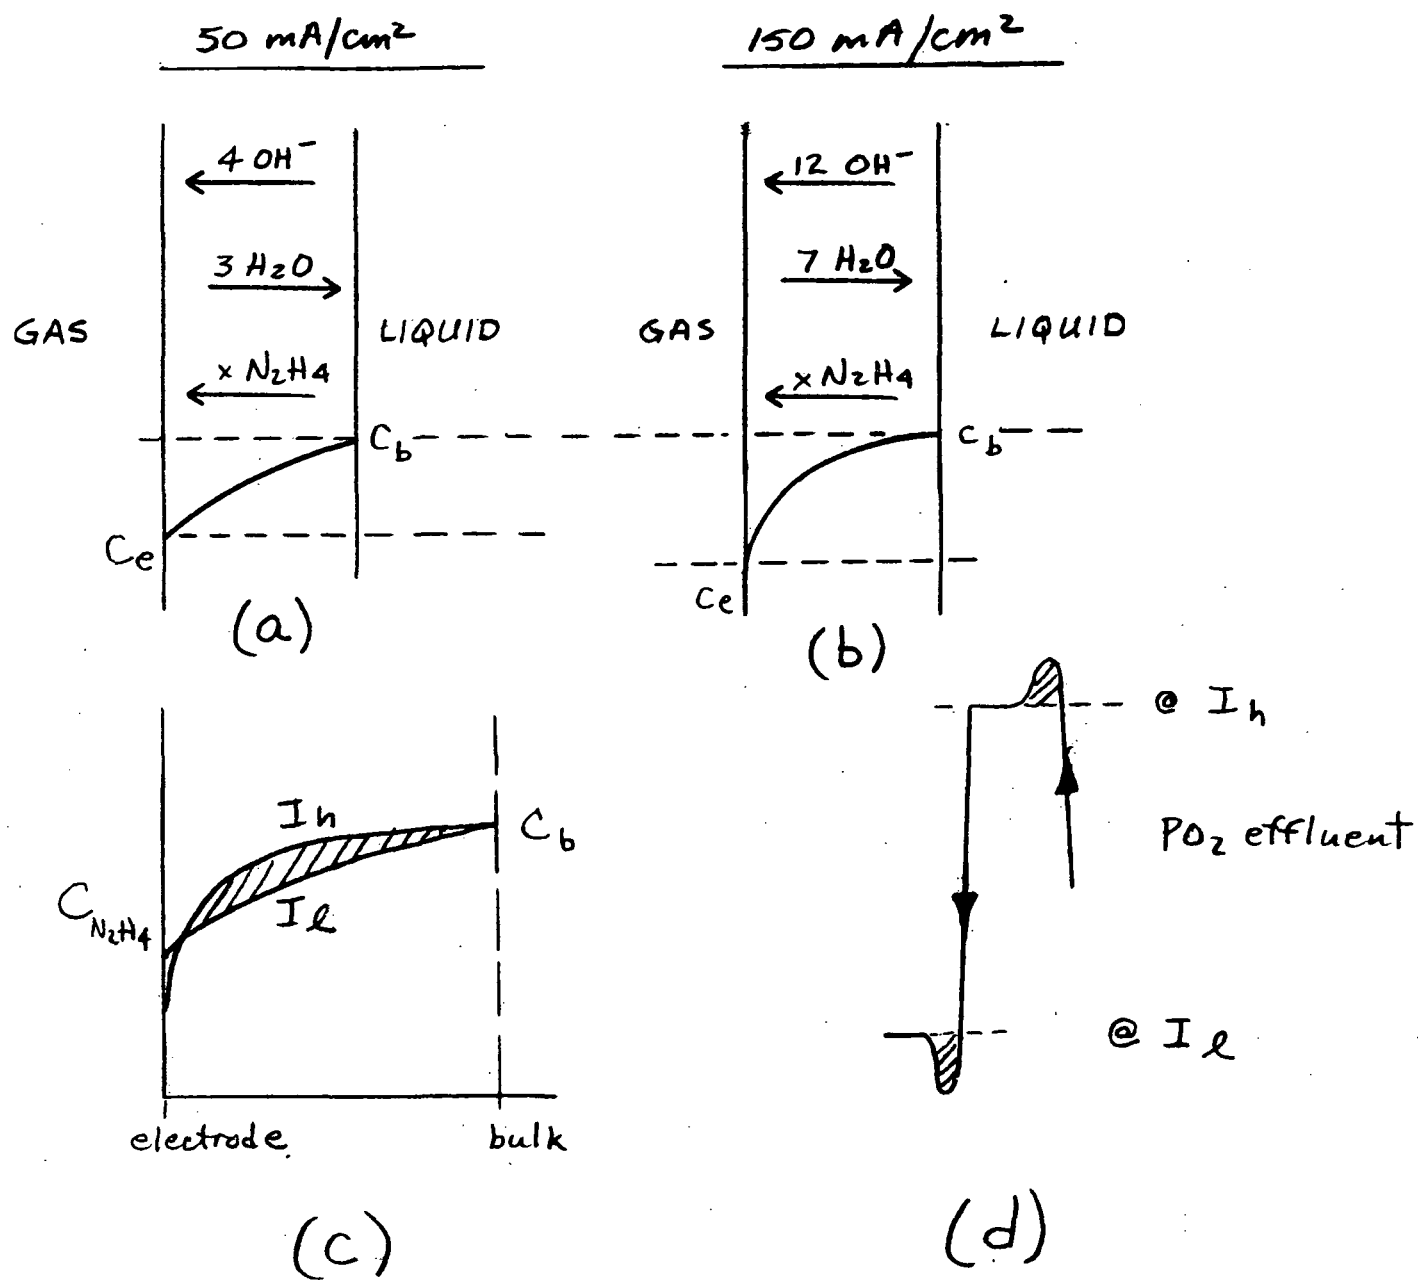 50 mA/cm²
4 OH⁻
3 H₂O
GAS
LIQUID
x N₂H₄
C_b
C_e
(a)
150 mA/cm²
12 OH⁻
7 H₂O
GAS
LIQUID
x N₂H₄
C_b
C_e
(b)
I_h
C_b
C_N₂H₄
I_ℓ
electrode
bulk
(c)
@ I_h
PO₂ effluent
@ I_ℓ
(d)